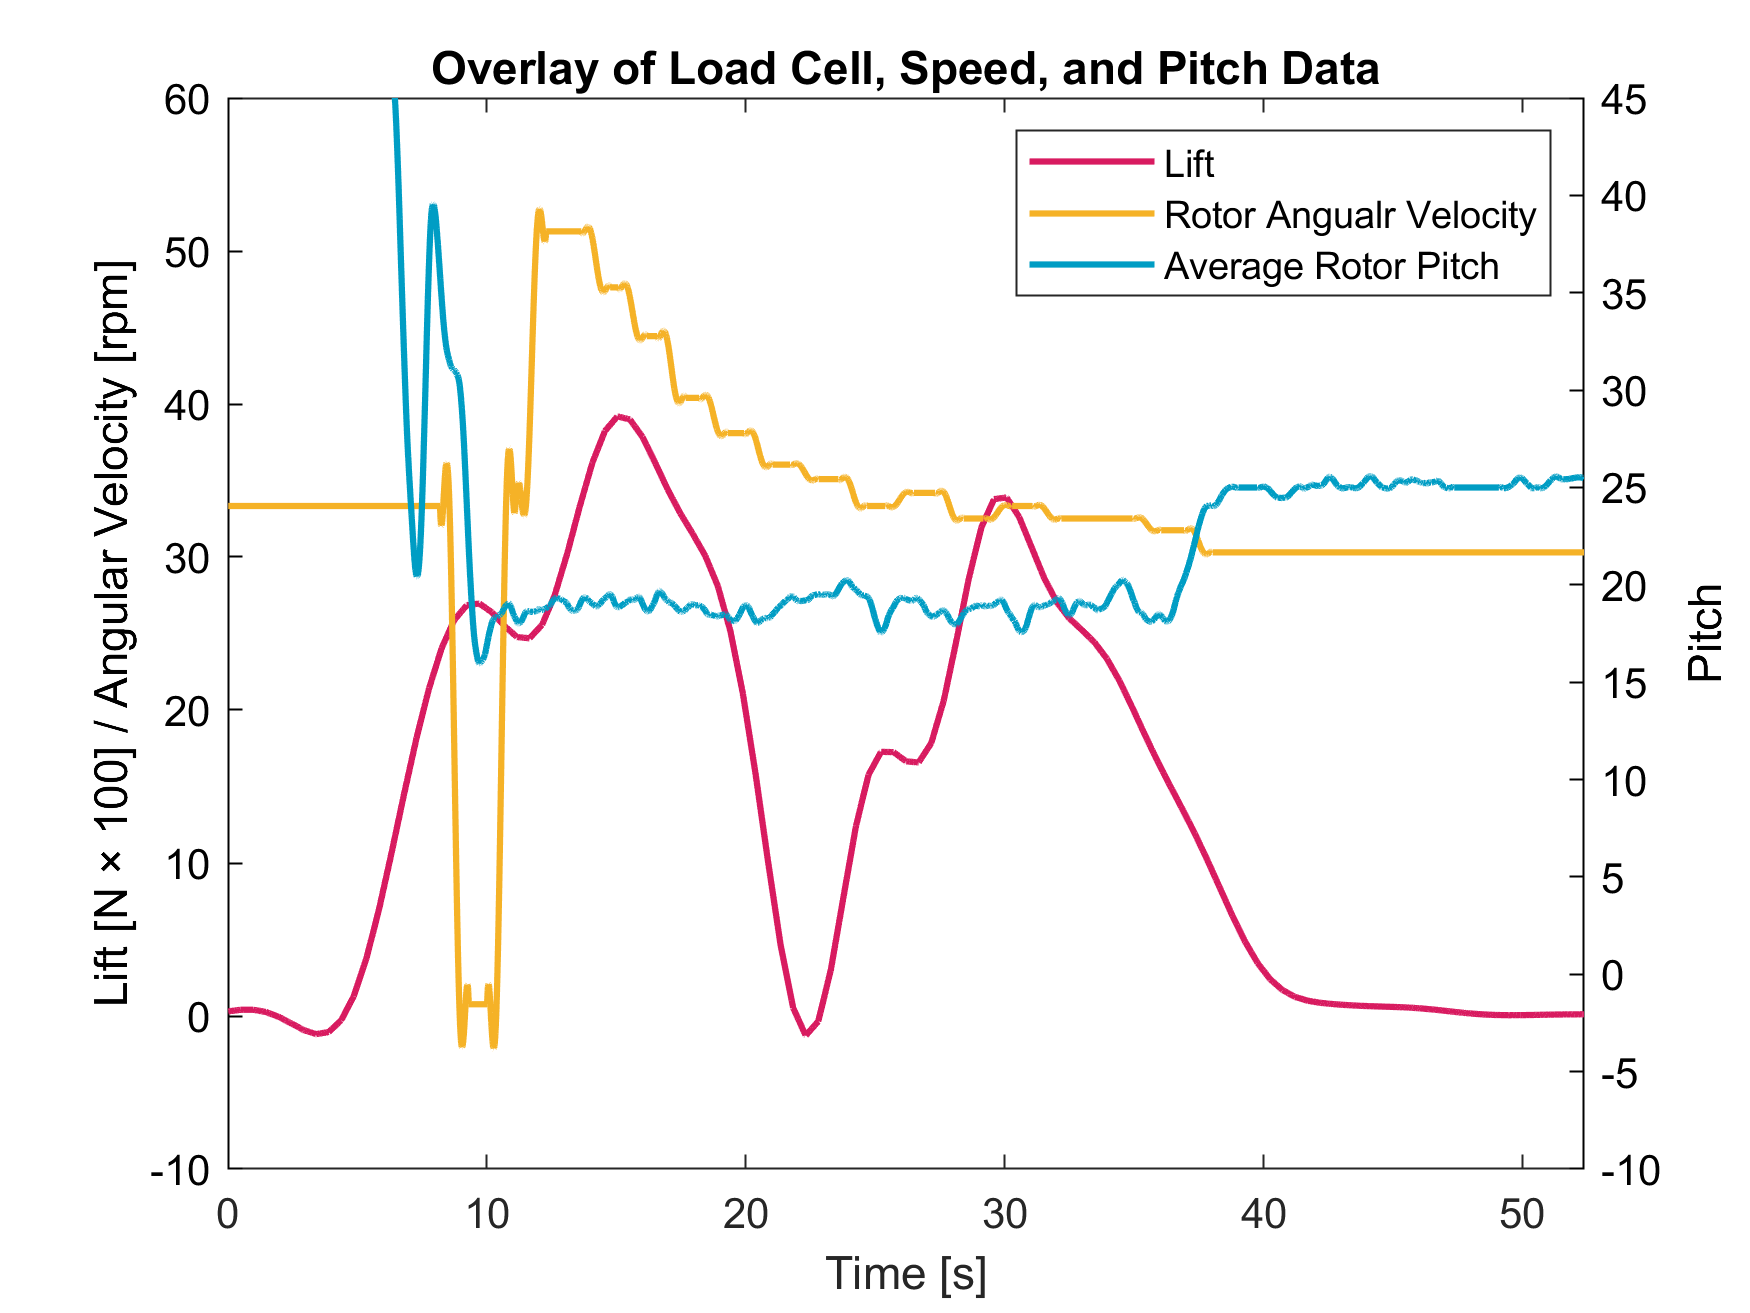 Overlay of Load Cell, Speed, and Pitch Data
Lift
Rotor Angualr Velocity
Average Rotor Pitch
Lift [N × 100] / Angular Velocity [rpm]
60
50
40
30
20
10
0
-10
45
40
35
30
25
20
15
10
5
0
-5
-10
Pitch
0 10 20 30 40 50
Time [s]